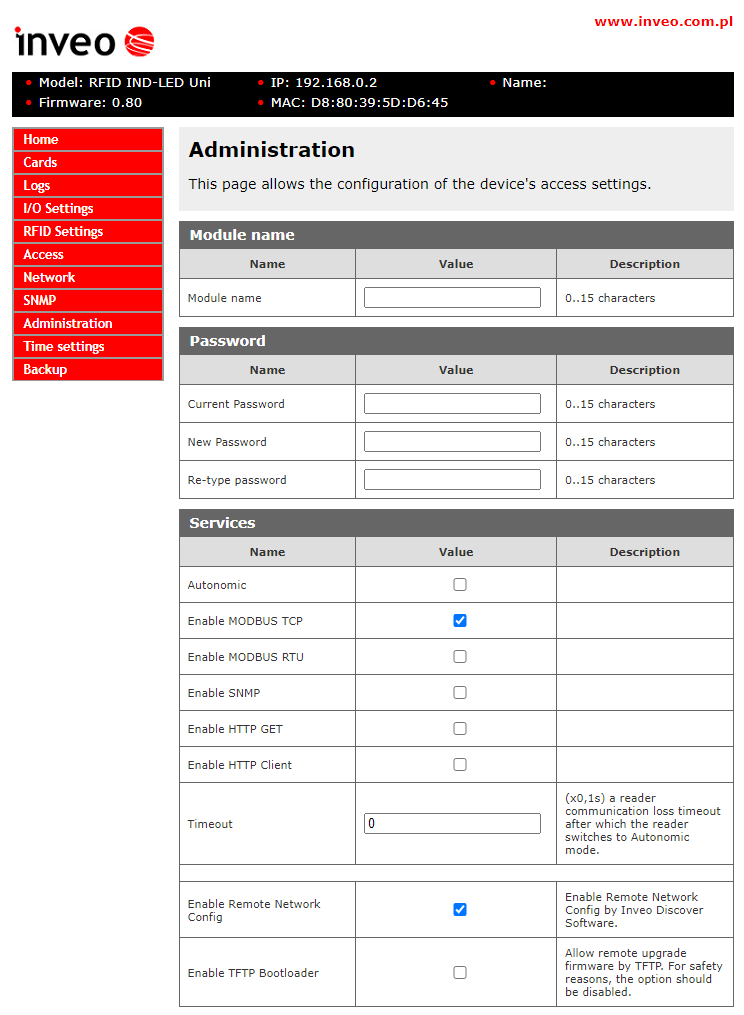 www.inveo.com.pl
inveo
Model: RFID IND-LED Uni IP: 192.168.0.2 Name:
Firmware: 0.80 MAC: D8:80:39:5D:D6:45
Home
Cards
Logs
I/O Settings
RFID Settings
Access
Network
SNMP
Administration
Time settings
Backup
Administration
This page allows the configuration of the device's access settings.
Module name
Name Value Description
Module name 0..15 characters
Password
Name Value Description
Current Password 0..15 characters
New Password 0..15 characters
Re-type password 0..15 characters
Services
Name Value Description
Autonomic
Enable MODBUS TCP
Enable MODBUS RTU
Enable SNMP
Enable HTTP GET
Enable HTTP Client
Timeout
0
(x0,1s) a reader
communication loss timeout
after which the reader
switches to Autonomic
mode.
Enable Remote Network
Config
Enable Remote Network
Config by Inveo Discover
Software.
Enable TFTP Bootloader
Allow remote upgrade
firmware by TFTP. For safety
reasons, the option should
be disabled.